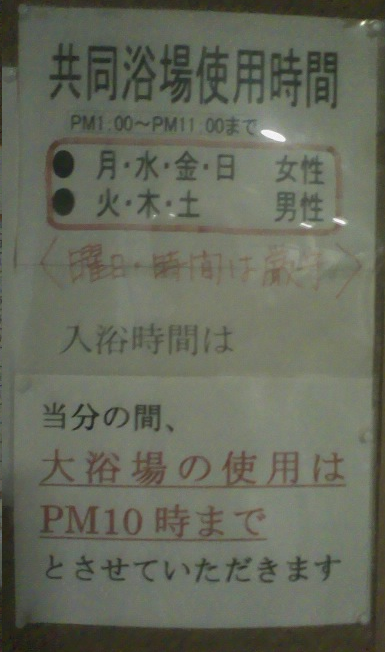 共同浴場使用時間
PM1:00〜PM11:00まで
● 月・水・金・日 女性
● 火・木・土 男性
〈曜日・時間は厳守〉
入浴時間は
当分の間、
大浴場の使用は
PM10時まで
とさせていただきます